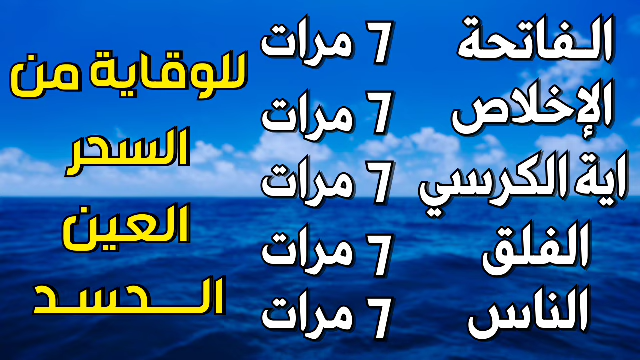 الفاتحة 7 مرات
الإخلاص 7 مرات
اية الكرسي 7 مرات
الفلق 7 مرات
الناس 7 مرات
للوقاية من
السحر
العين
الـــحسـد